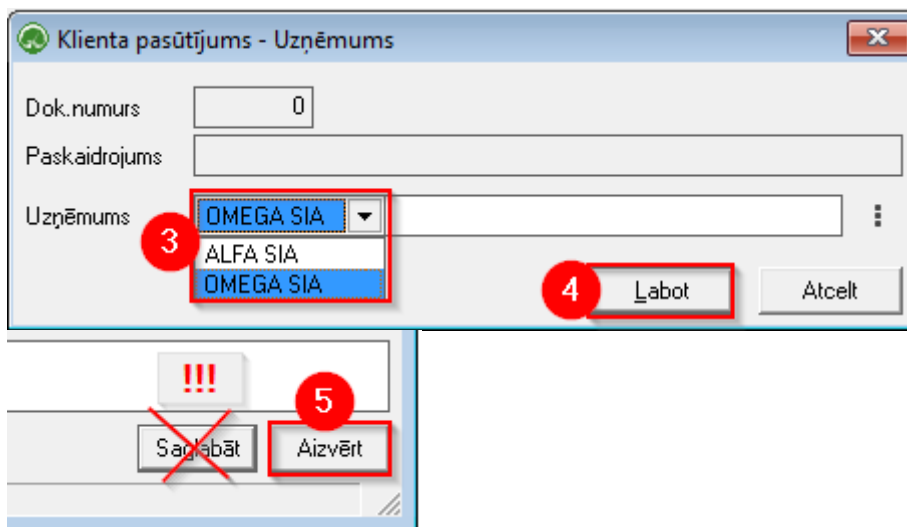 Klienta pasūtījums - Uzņēmums
Dok.numurs 0
Paskaidrojums
Uzņēmums OMEGA SIA
3
ALFA SIA
OMEGA SIA
4 Labot Atcelt
!!!
5
Saglabāt Aizvērt